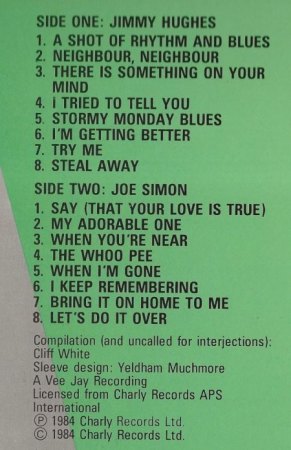 SIDE ONE: JIMMY HUGHES
1. A SHOT OF RHYTHM AND BLUES
2. NEIGHBOUR, NEIGHBOUR
3. THERE IS SOMETHING ON YOUR
MIND
4. I TRIED TO TELL YOU
5. STORMY MONDAY BLUES
6. I'M GETTING BETTER
7. TRY ME
8. STEAL AWAY
SIDE TWO: JOE SIMON
1. SAY (THAT YOUR LOVE IS TRUE)
2. MY ADORABLE ONE
3. WHEN YOU'RE NEAR
4. THE WHOO PEE
5. WHEN I'M GONE
6. I KEEP REMEMBERING
7. BRING IT ON HOME TO ME
8. LET'S DO IT OVER
Compilation (and uncalled for interjections):
Cliff White
Sleeve design: Yeldham Muchmore
A Vee Jay Recording
Licensed from Charly Records APS
International
℗ 1984 Charly Records Ltd.
© 1984 Charly Records Ltd.